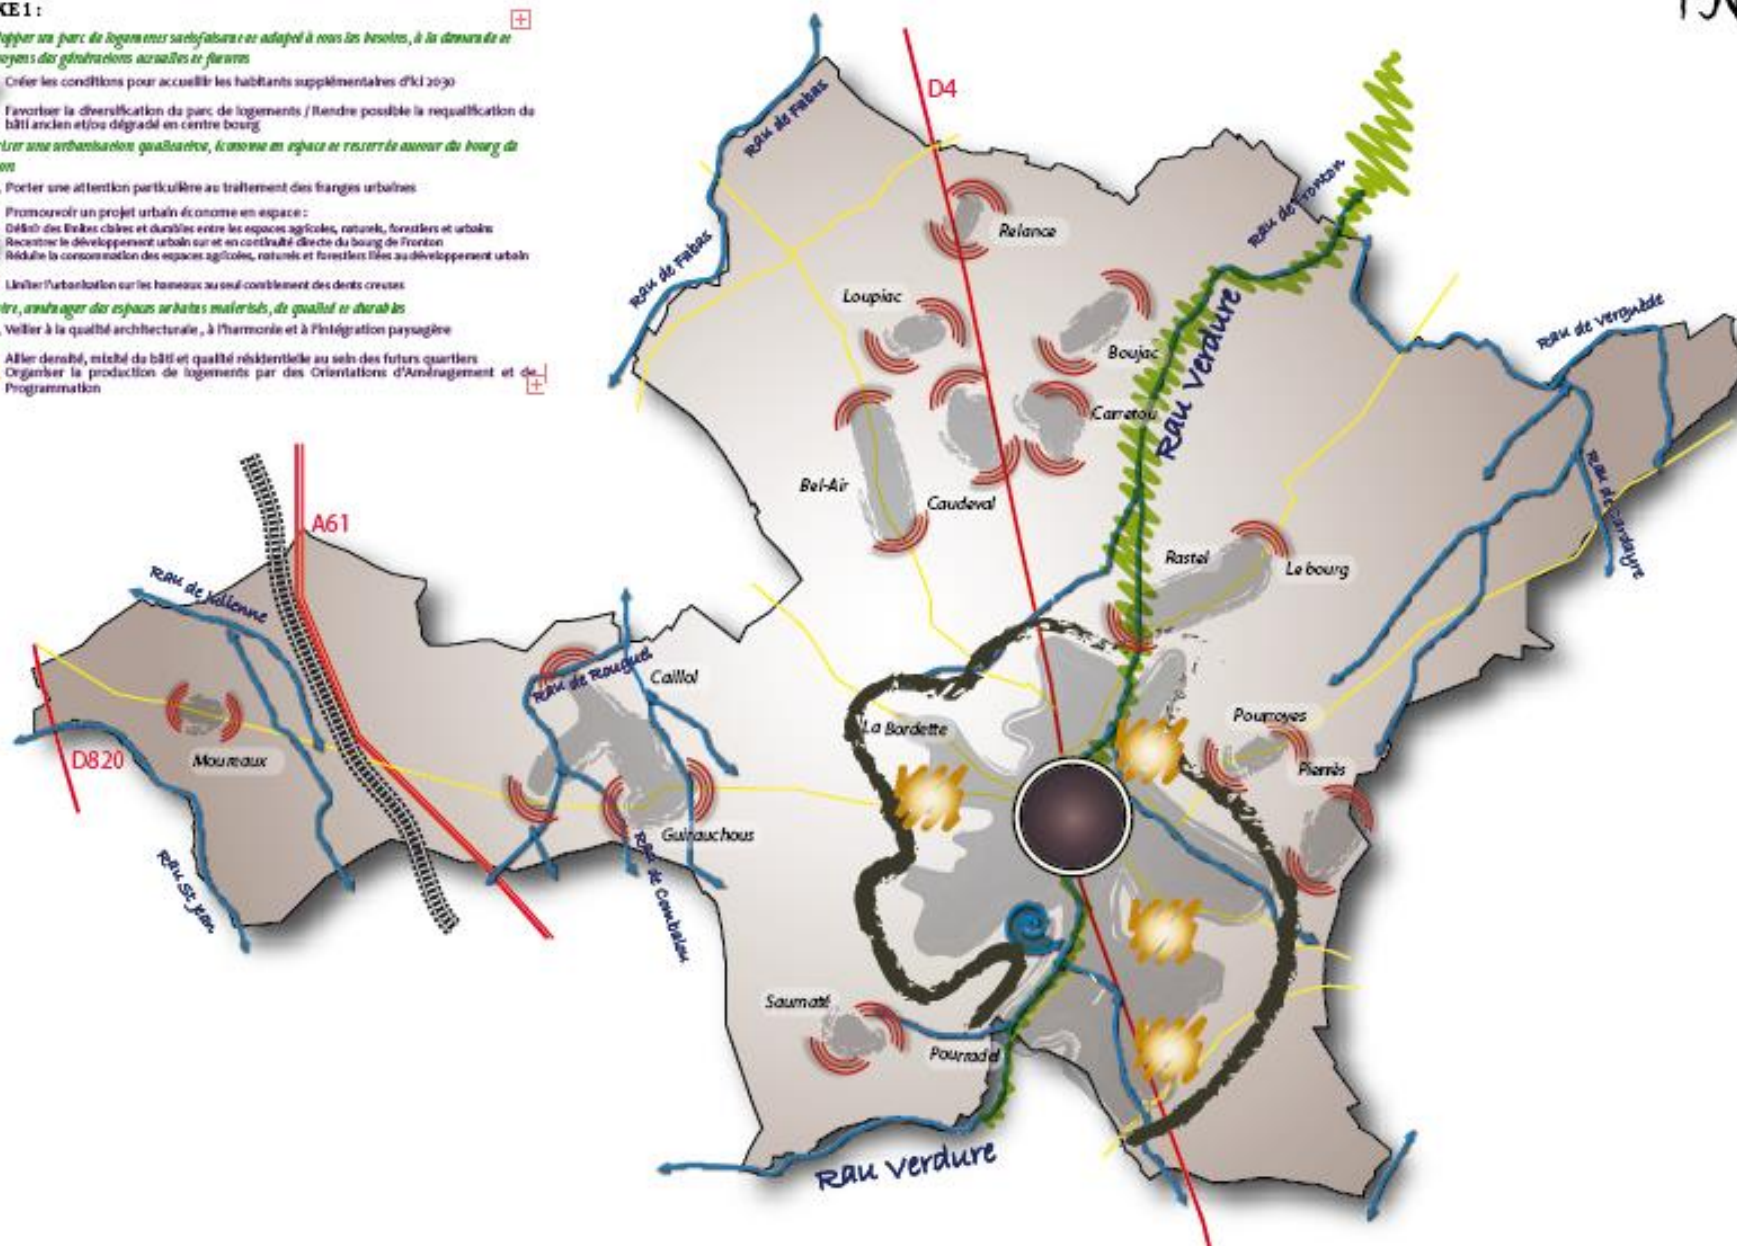 XE 1 :
opper un parc de logements satisfaisant et adapté à tous les besoins, à la demande et
moyens des générations actuelles et futures
Créer les conditions pour accueillir les habitants supplémentaires d'ici 2030
Favoriser la diversification du parc de logements / Rendre possible la requalification du
bâti ancien et/ou dégradé en centre bourg
iser une urbanisation qualitative, économe en espace et resserrée autour du bourg de
on
Porter une attention particulière au traitement des franges urbaines
Promouvoir un projet urbain économe en espace :
Définir des limites claires et durables entre les espaces agricoles, naturels, forestiers et urbains
Recentrer le développement urbain sur et en continuité directe du bourg de Fronton
Réduire la consommation des espaces agricoles, naturels et forestiers liées au développement urbain
Limiter l'urbanisation sur les hameaux au seul comblement des dents creuses
ire, aménager des espaces urbains maîtrisés, de qualité et durables
Veiller à la qualité architecturale , à l'harmonie et à l'intégration paysagère
Allier densité, mixité du bâti et qualité résidentielle au sein des futurs quartiers
Organiser la production de logements par des Orientations d'Aménagement et de
Programmation
D4
Rau de Fabas
Rau de Fronton
Relance
Rau de Fabas
Loupiac
Boujac
Rau Verdure
Rau de Verguède
Carretou
Bel-Air
Caudeval
A61
Rastel
Le bourg
Rau de Julienne
Rau de Rouguel
Caillol
La Bordette
Pourroyes
Pierrès
D820
Moureaux
Guirauchous
Rau St Jean
Rau de Combalou
Saumaté
Pourradel
Rau Verdure